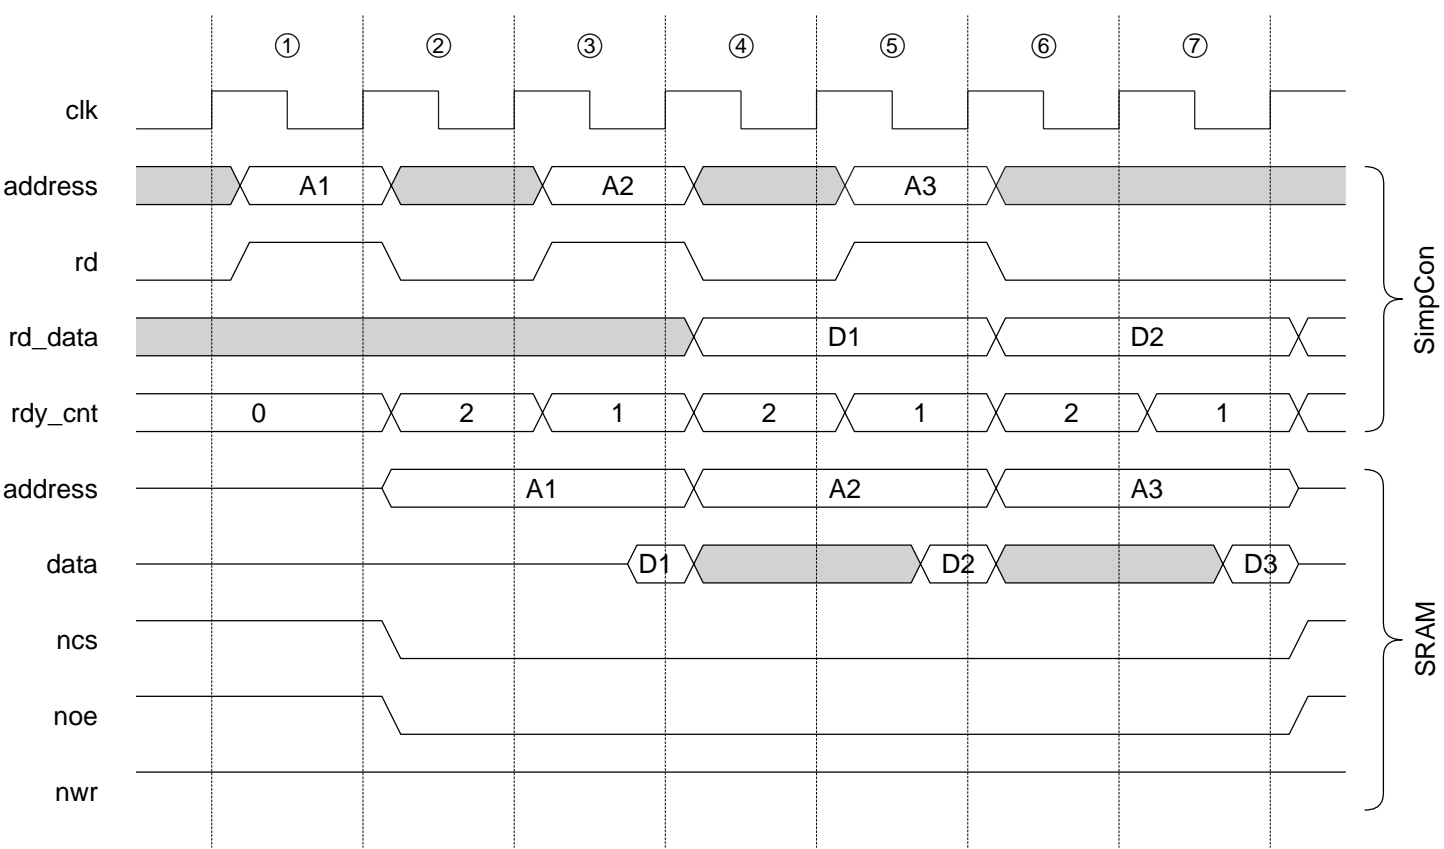 ① ② ③ ④ ⑤ ⑥ ⑦
clk
address A1 A2 A3
rd
rd_data D1 D2
rdy_cnt 0 2 1 2 1 2 1
SimpCon
address A1 A2 A3
data D1 D2 D3
ncs
noe
nwr
SRAM